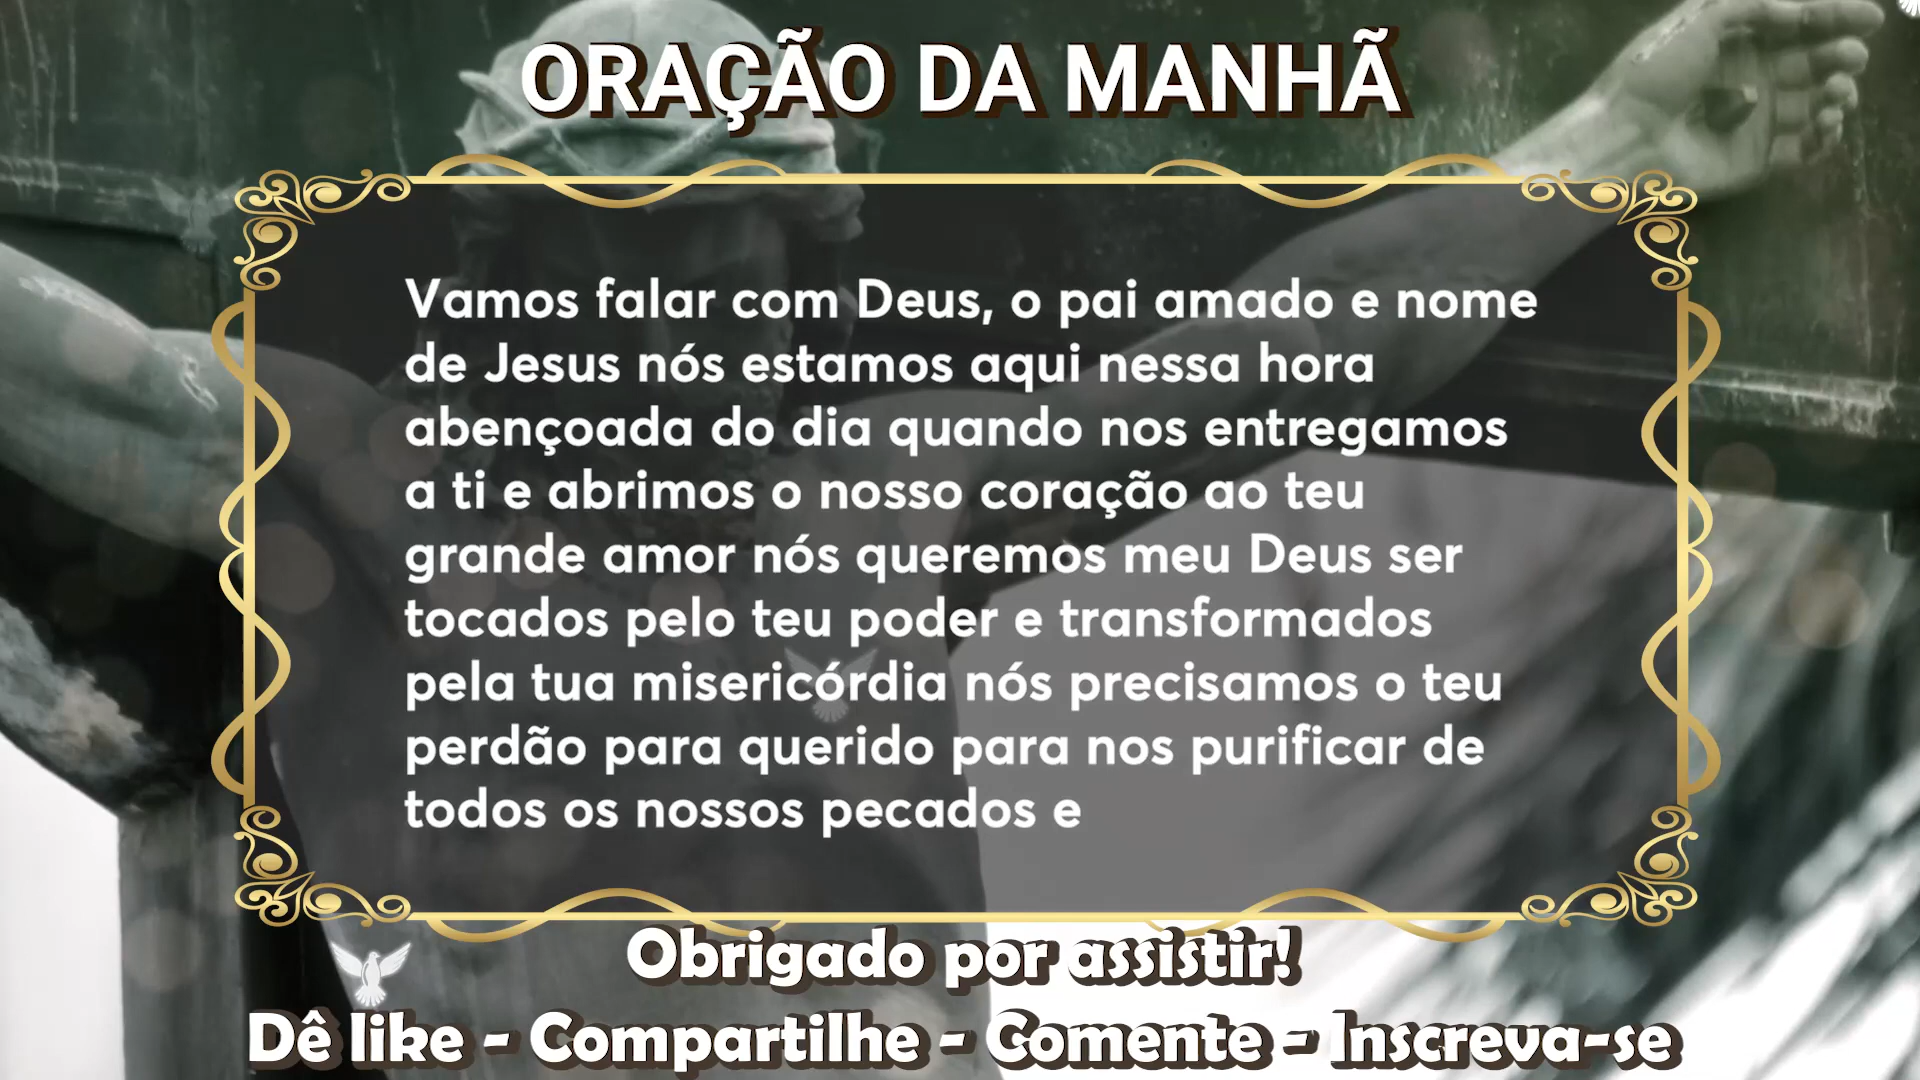 ORAÇÃO DA MANHÃ
Vamos falar com Deus, o pai amado e nome
de Jesus nós estamos aqui nessa hora
abençoada do dia quando nos entregamos
a ti e abrimos o nosso coração ao teu
grande amor nós queremos meu Deus ser
tocados pelo teu poder e transformados
pela tua misericórdia nós precisamos o teu
perdão para querido para nos purificar de
todos os nossos pecados e
Obrigado por assistir!
Dê like - Compartilhe - Comente - Inscreva-se